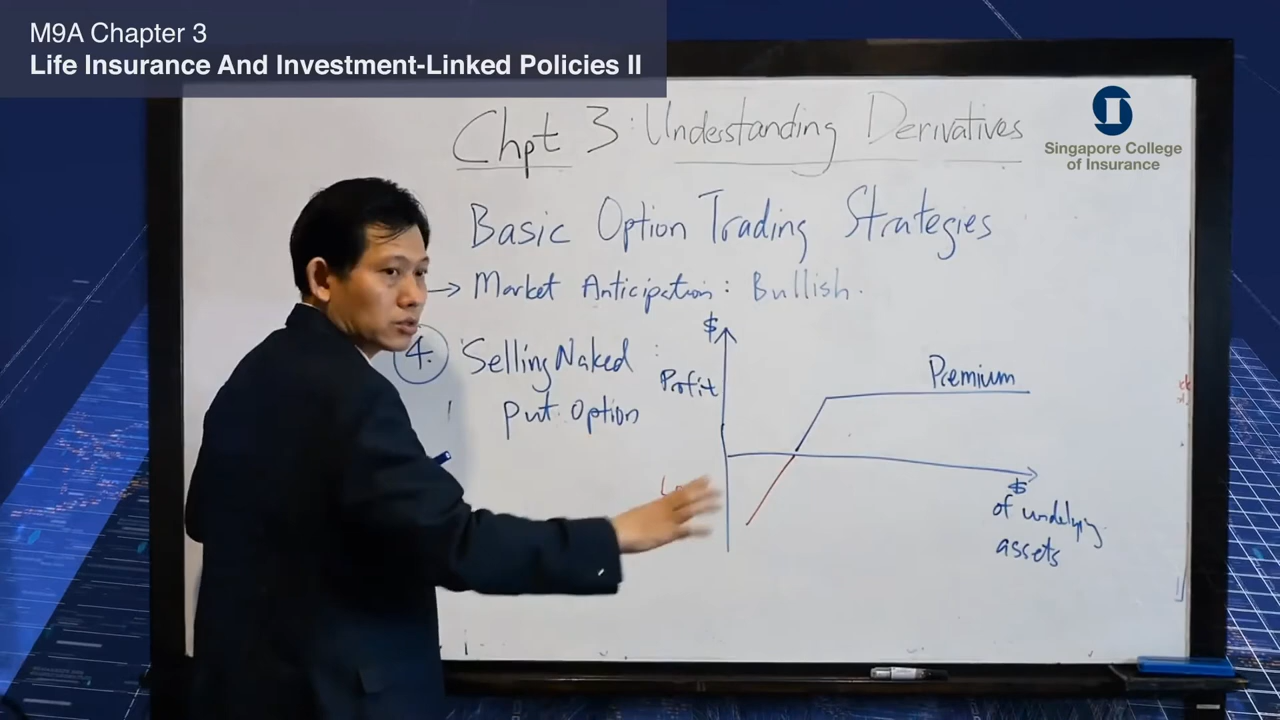 M9A Chapter 3
Life Insurance And Investment-Linked Policies II
Singapore College
of Insurance
Chpt 3: Understanding Derivatives
Basic Option Trading Strategies
→ Market Anticipation: Bullish.
4. Selling Naked :
put option
$
Profit
Premium
$
of undelying
assets